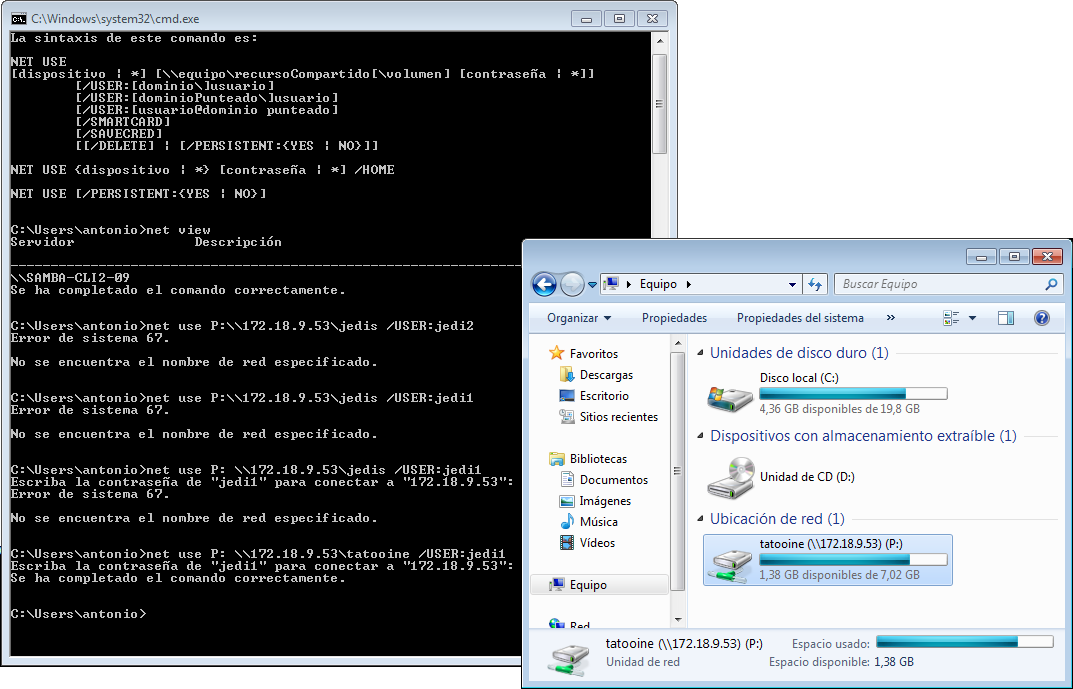 C:\Windows\system32\cmd.exe
La sintaxis de este comando es:
NET USE
[dispositivo | *] [\\equipo\recursoCompartido[\volumen] [contraseña | *]]
[/USER:[dominio\]usuario]
[/USER:[dominioPunteado\]usuario]
[/USER:[usuario@dominio punteado]
[/SMARTCARD]
[/SAVECRED]
[[/DELETE] | [/PERSISTENT:{YES | NO}]]
NET USE {dispositivo | *} [contraseña | *] /HOME
NET USE [/PERSISTENT:{YES | NO}]
C:\Users\antonio>net view
Servidor Descripción
\\SAMBA-CLI2-09
Se ha completado el comando correctamente.
C:\Users\antonio>net use P:\\172.18.9.53\jedis /USER:jedi2
Error de sistema 67.
No se encuentra el nombre de red especificado.
C:\Users\antonio>net use P:\\172.18.9.53\jedis /USER:jedi1
Error de sistema 67.
No se encuentra el nombre de red especificado.
C:\Users\antonio>net use P: \\172.18.9.53\jedis /USER:jedi1
Escriba la contraseña de "jedi1" para conectar a "172.18.9.53":
Error de sistema 67.
No se encuentra el nombre de red especificado.
C:\Users\antonio>net use P: \\172.18.9.53\tatooine /USER:jedi1
Escriba la contraseña de "jedi1" para conectar a "172.18.9.53":
Se ha completado el comando correctamente.
C:\Users\antonio>
Equipo
Buscar Equipo
Organizar Propiedades Propiedades del sistema »
Favoritos
Descargas
Escritorio
Sitios recientes
Bibliotecas
Documentos
Imágenes
Música
Vídeos
Equipo
Red
Unidades de disco duro (1)
Disco local (C:)
4,36 GB disponibles de 19,8 GB
Dispositivos con almacenamiento extraíble (1)
Unidad de CD (D:)
Ubicación de red (1)
tatooine (\\172.18.9.53) (P:)
1,38 GB disponibles de 7,02 GB
tatooine (\\172.18.9.53) (P:) Espacio usado:
Unidad de red Espacio disponible: 1,38 GB